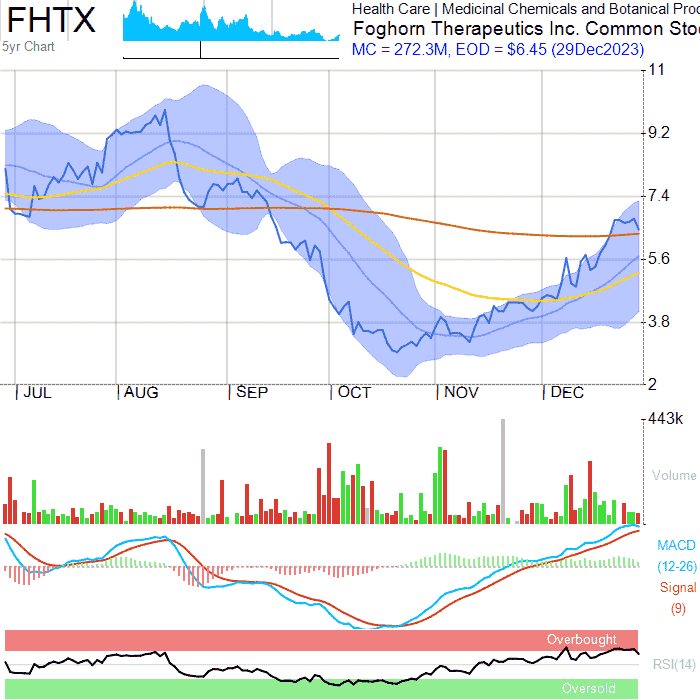 FHTX
5yr Chart
Health Care | Medicinal Chemicals and Botanical Proc
Foghorn Therapeutics Inc. Common Sto
MC = 272.3M, EOD = $6.45 (29Dec2023)
11
9.2
7.4
5.6
3.8
2
JUL AUG SEP OCT NOV DEC
443k
Volume
MACD
(12-26)
Signal
(9)
Overbought
RSI(14)
Oversold